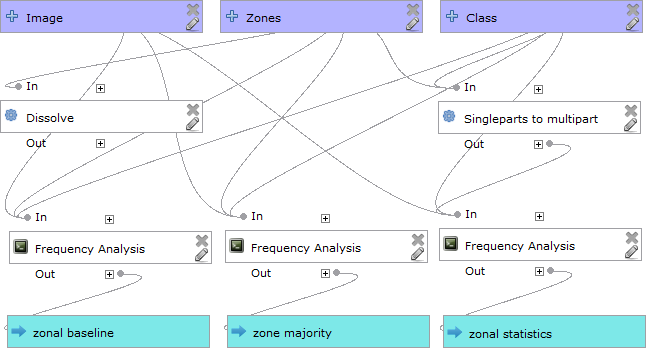 Image
Zones
Class
In
In
Dissolve
Singleparts to multipart
Out
Out
In
In
In
Frequency Analysis
Frequency Analysis
Frequency Analysis
Out
Out
Out
zonal baseline
zone majority
zonal statistics